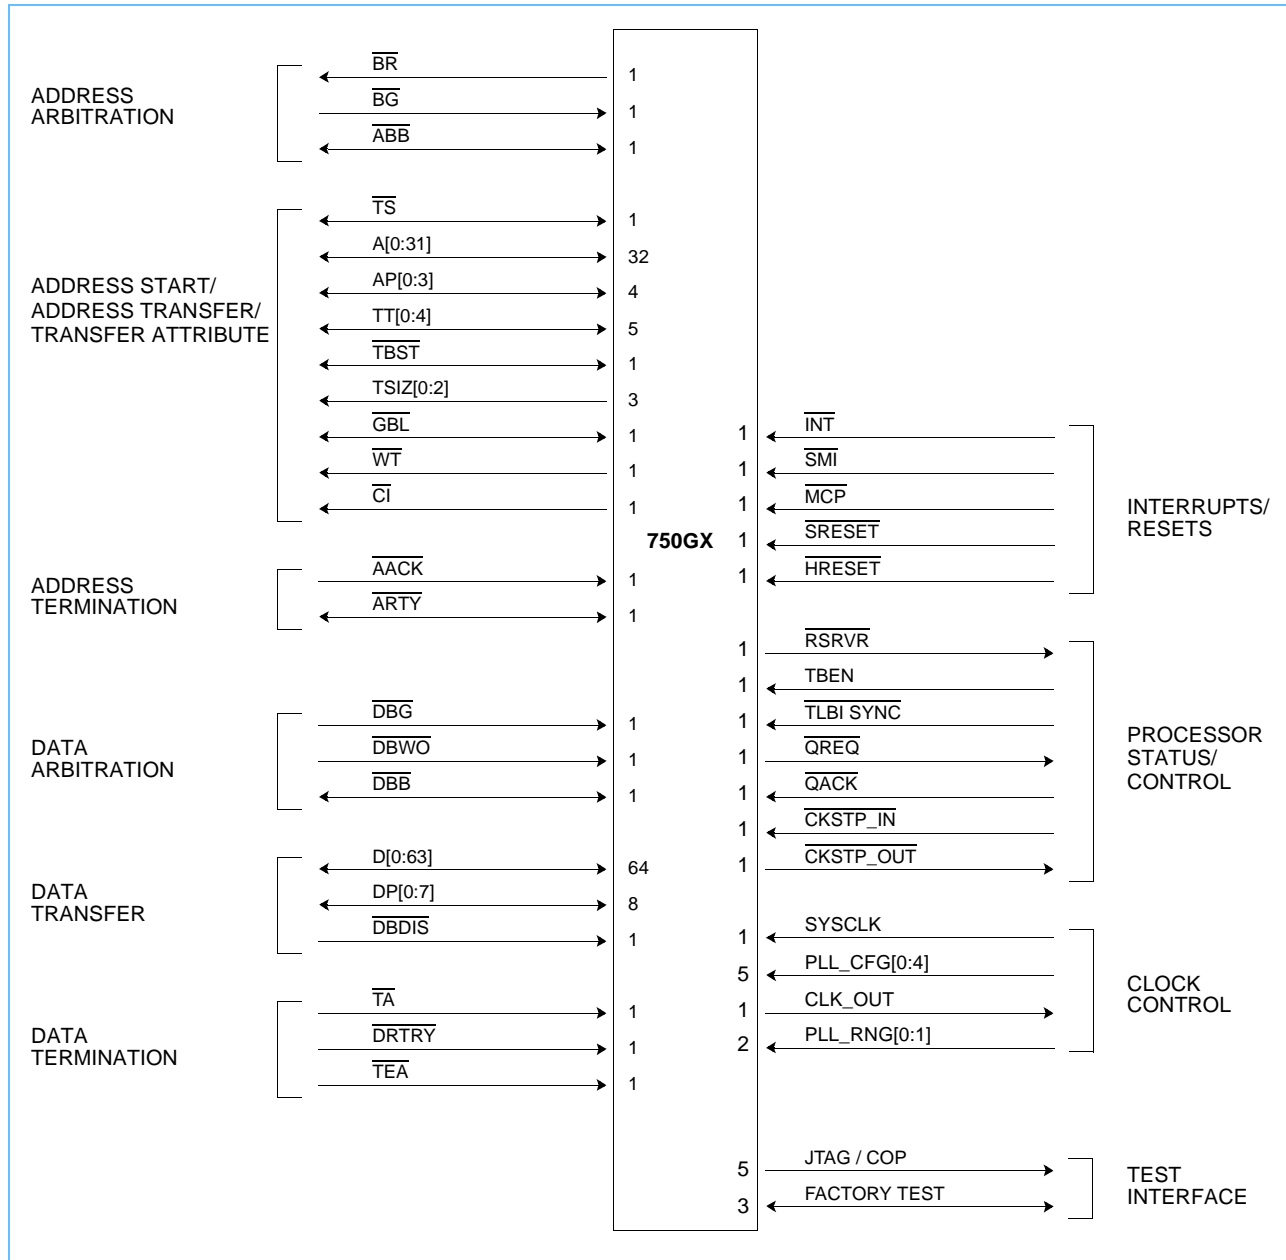 ADDRESS
ARBITRATION
BR
1
BG
1
ABB
1
ADDRESS START/
ADDRESS TRANSFER/
TRANSFER ATTRIBUTE
TS
1
A[0:31]
32
AP[0:3]
4
TT[0:4]
5
TBST
1
TSIZ[0:2]
3
GBL
1
WT
1
CI
1
ADDRESS
TERMINATION
AACK
1
ARTY
1
DATA
ARBITRATION
DBG
1
DBWO
1
DBB
1
DATA
TRANSFER
D[0:63]
64
DP[0:7]
8
DBDIS
1
DATA
TERMINATION
TA
1
DRTRY
1
TEA
1
750GX
1
INT
1
SMI
1
MCP
1
SRESET
1
HRESET
INTERRUPTS/
RESETS
1
RSRVR
1
TBEN
1
TLBI SYNC
1
QREQ
1
QACK
1
CKSTP_IN
1
CKSTP_OUT
PROCESSOR
STATUS/
CONTROL
1
SYSCLK
5
PLL_CFG[0:4]
1
CLK_OUT
2
PLL_RNG[0:1]
CLOCK
CONTROL
5
JTAG / COP
3
FACTORY TEST
TEST
INTERFACE